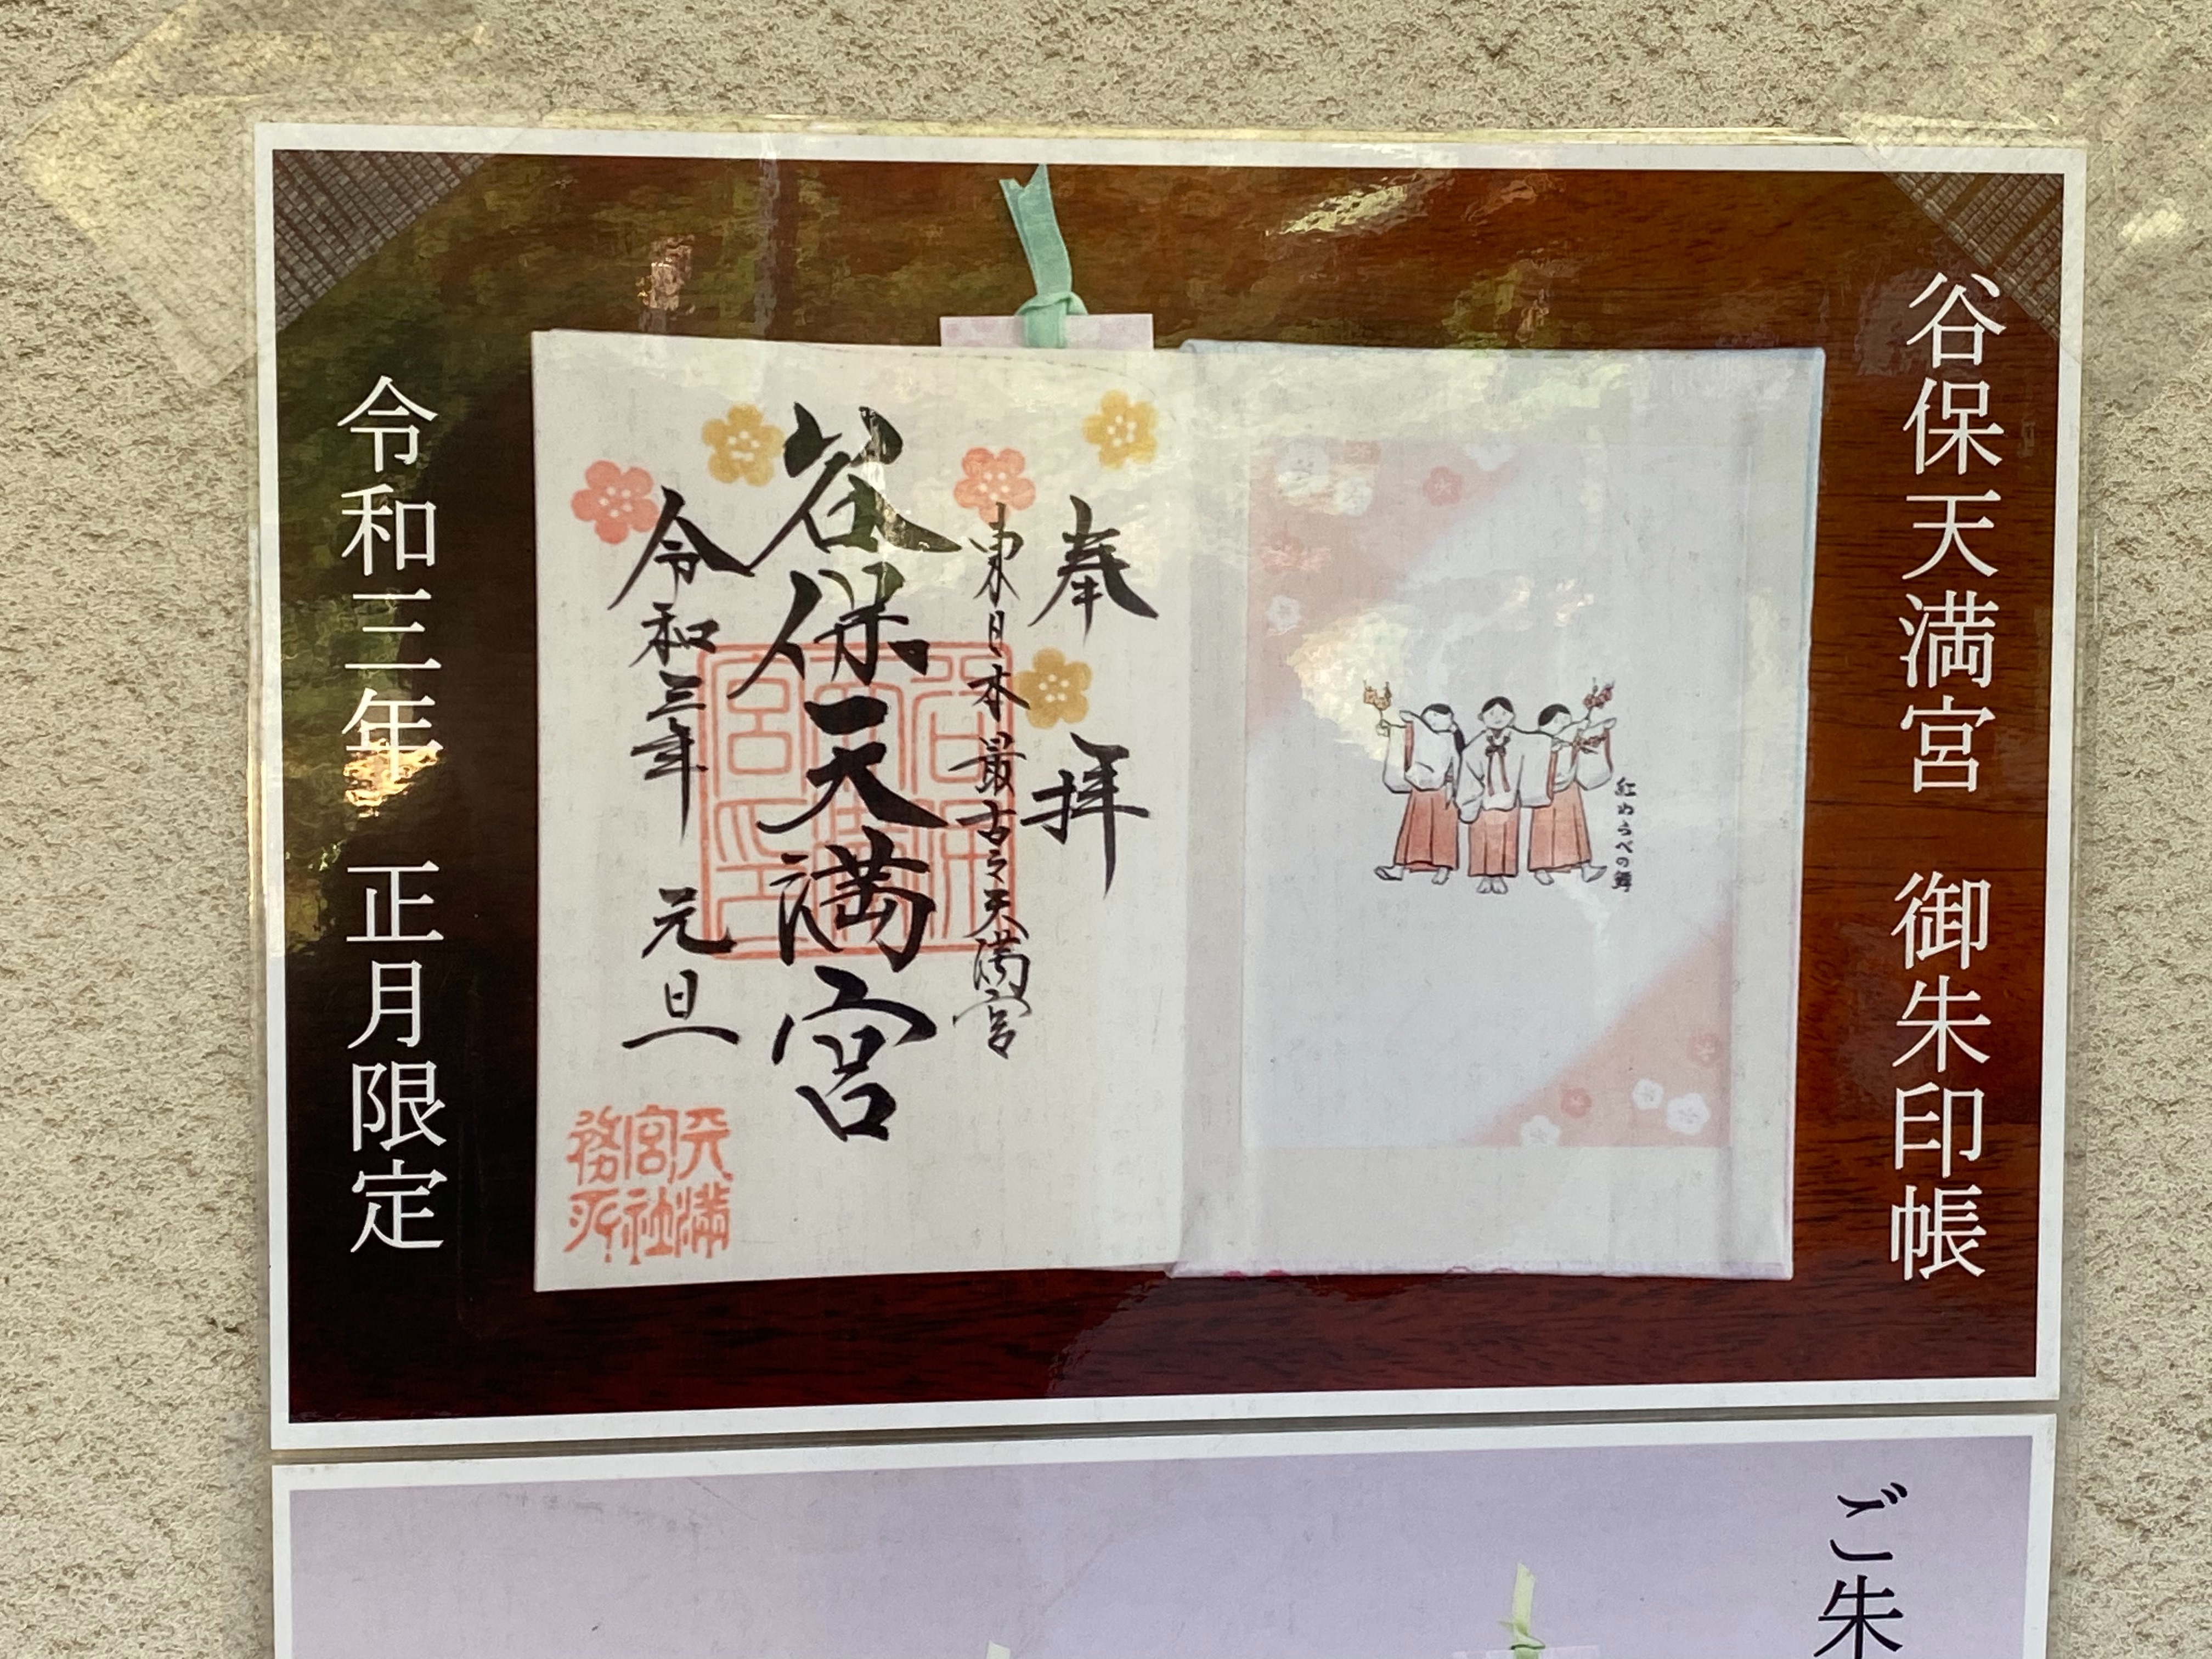 谷保天満宮 御朱印帳
紅わらべの舞
奉拝
東日本最古之天満宮
谷保天満宮
令和三年 元旦
天満
宮社
務所
令和三年 正月限定
ご朱